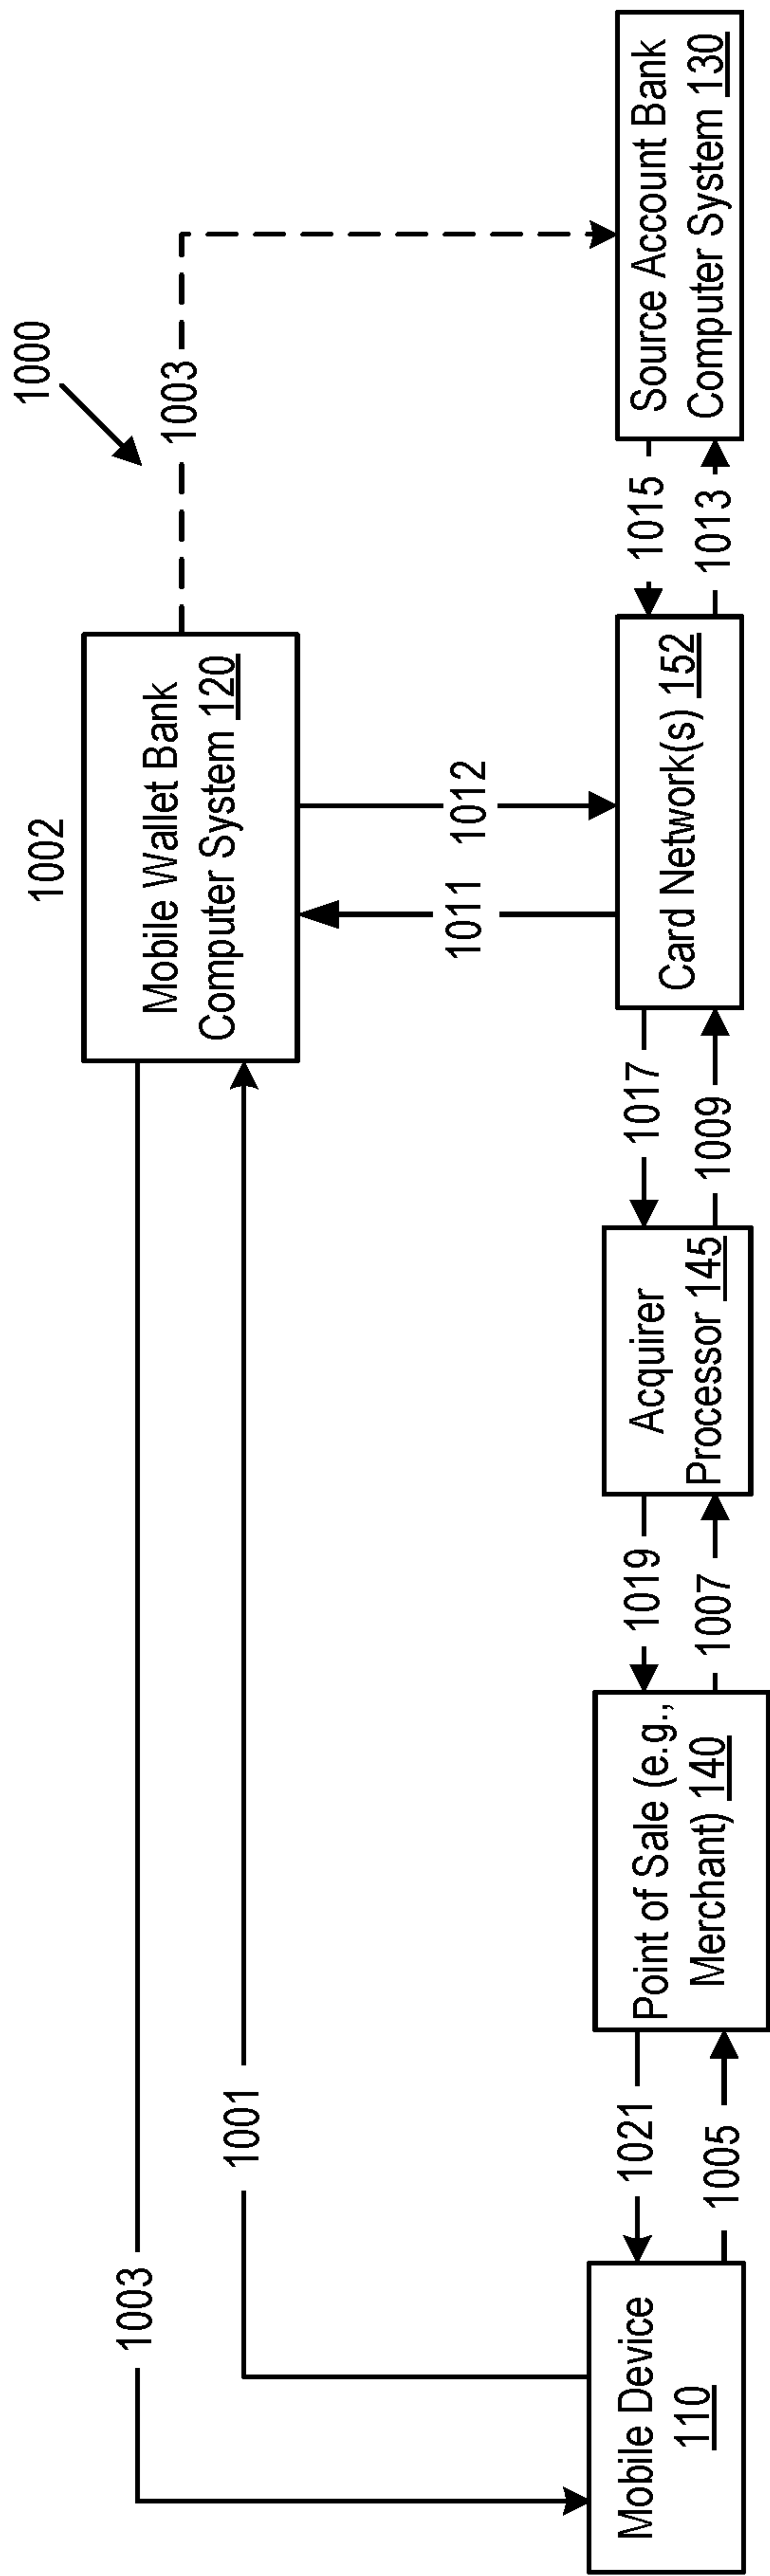 1000
1002
Mobile Wallet Bank
Computer System 120
1003
1003
1001
1011
1012
Mobile Device
110
1021
1005
Point of Sale (e.g.,
Merchant) 140
1019
1007
Acquirer
Processor 145
1017
1009
Card Network(s) 152
1015
1013
Source Account Bank
Computer System 130